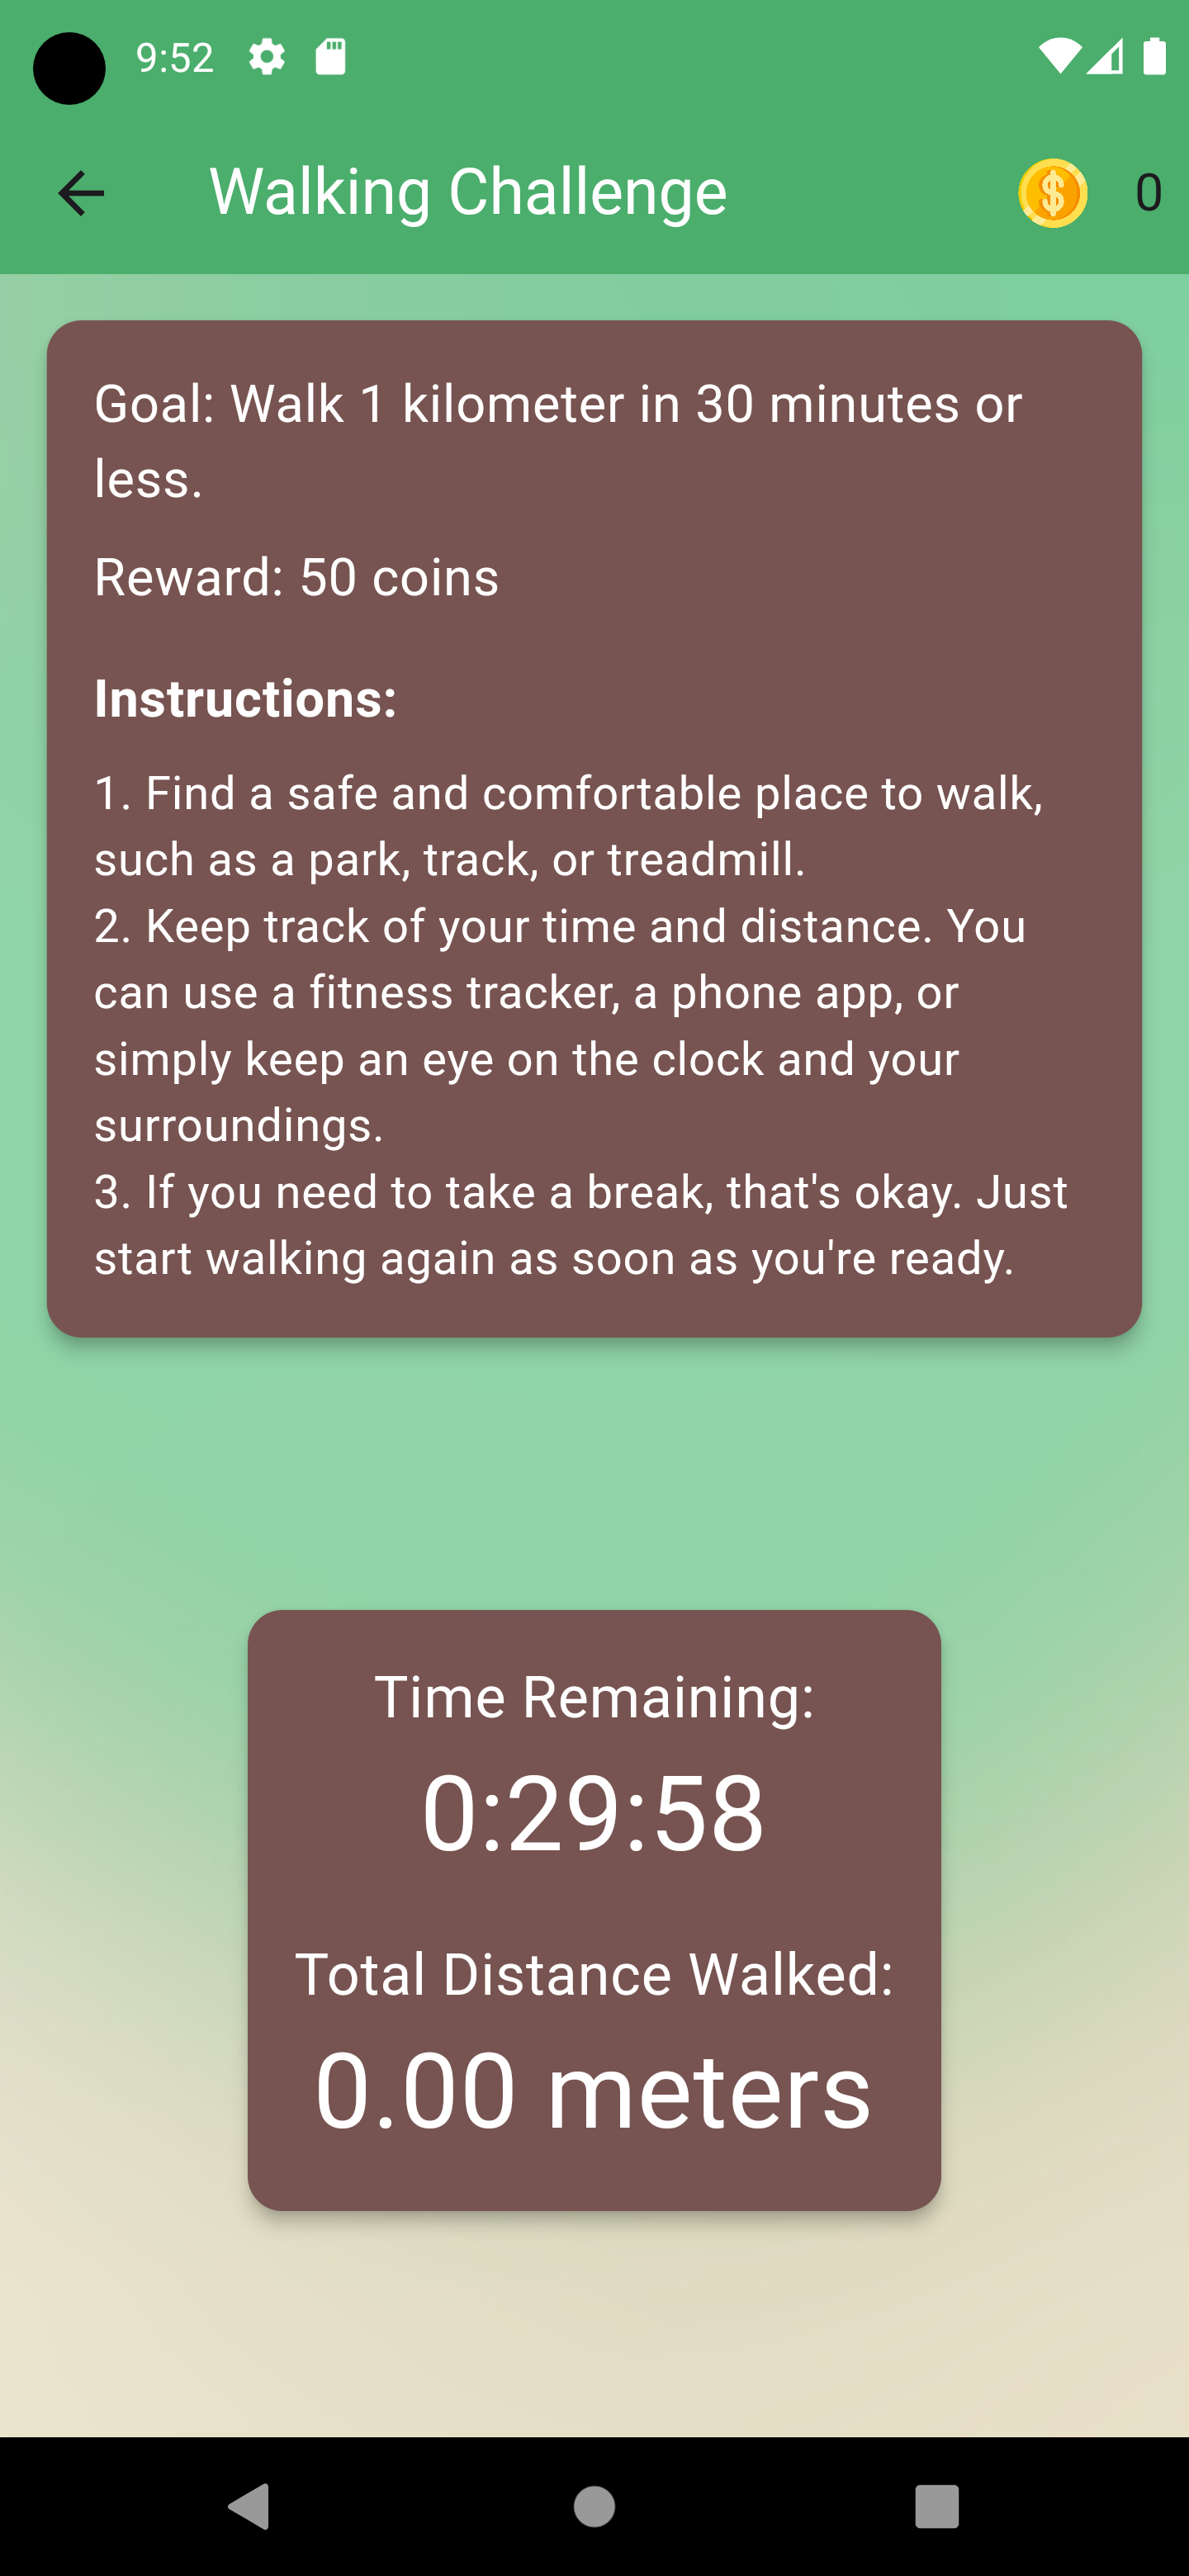 9:52
Walking Challenge
0
Goal: Walk 1 kilometer in 30 minutes or
less.
Reward: 50 coins
Instructions:
1. Find a safe and comfortable place to walk,
such as a park, track, or treadmill.
2. Keep track of your time and distance. You
can use a fitness tracker, a phone app, or
simply keep an eye on the clock and your
surroundings.
3. If you need to take a break, that's okay. Just
start walking again as soon as you're ready.
Time Remaining:
0:29:58
Total Distance Walked:
0.00 meters